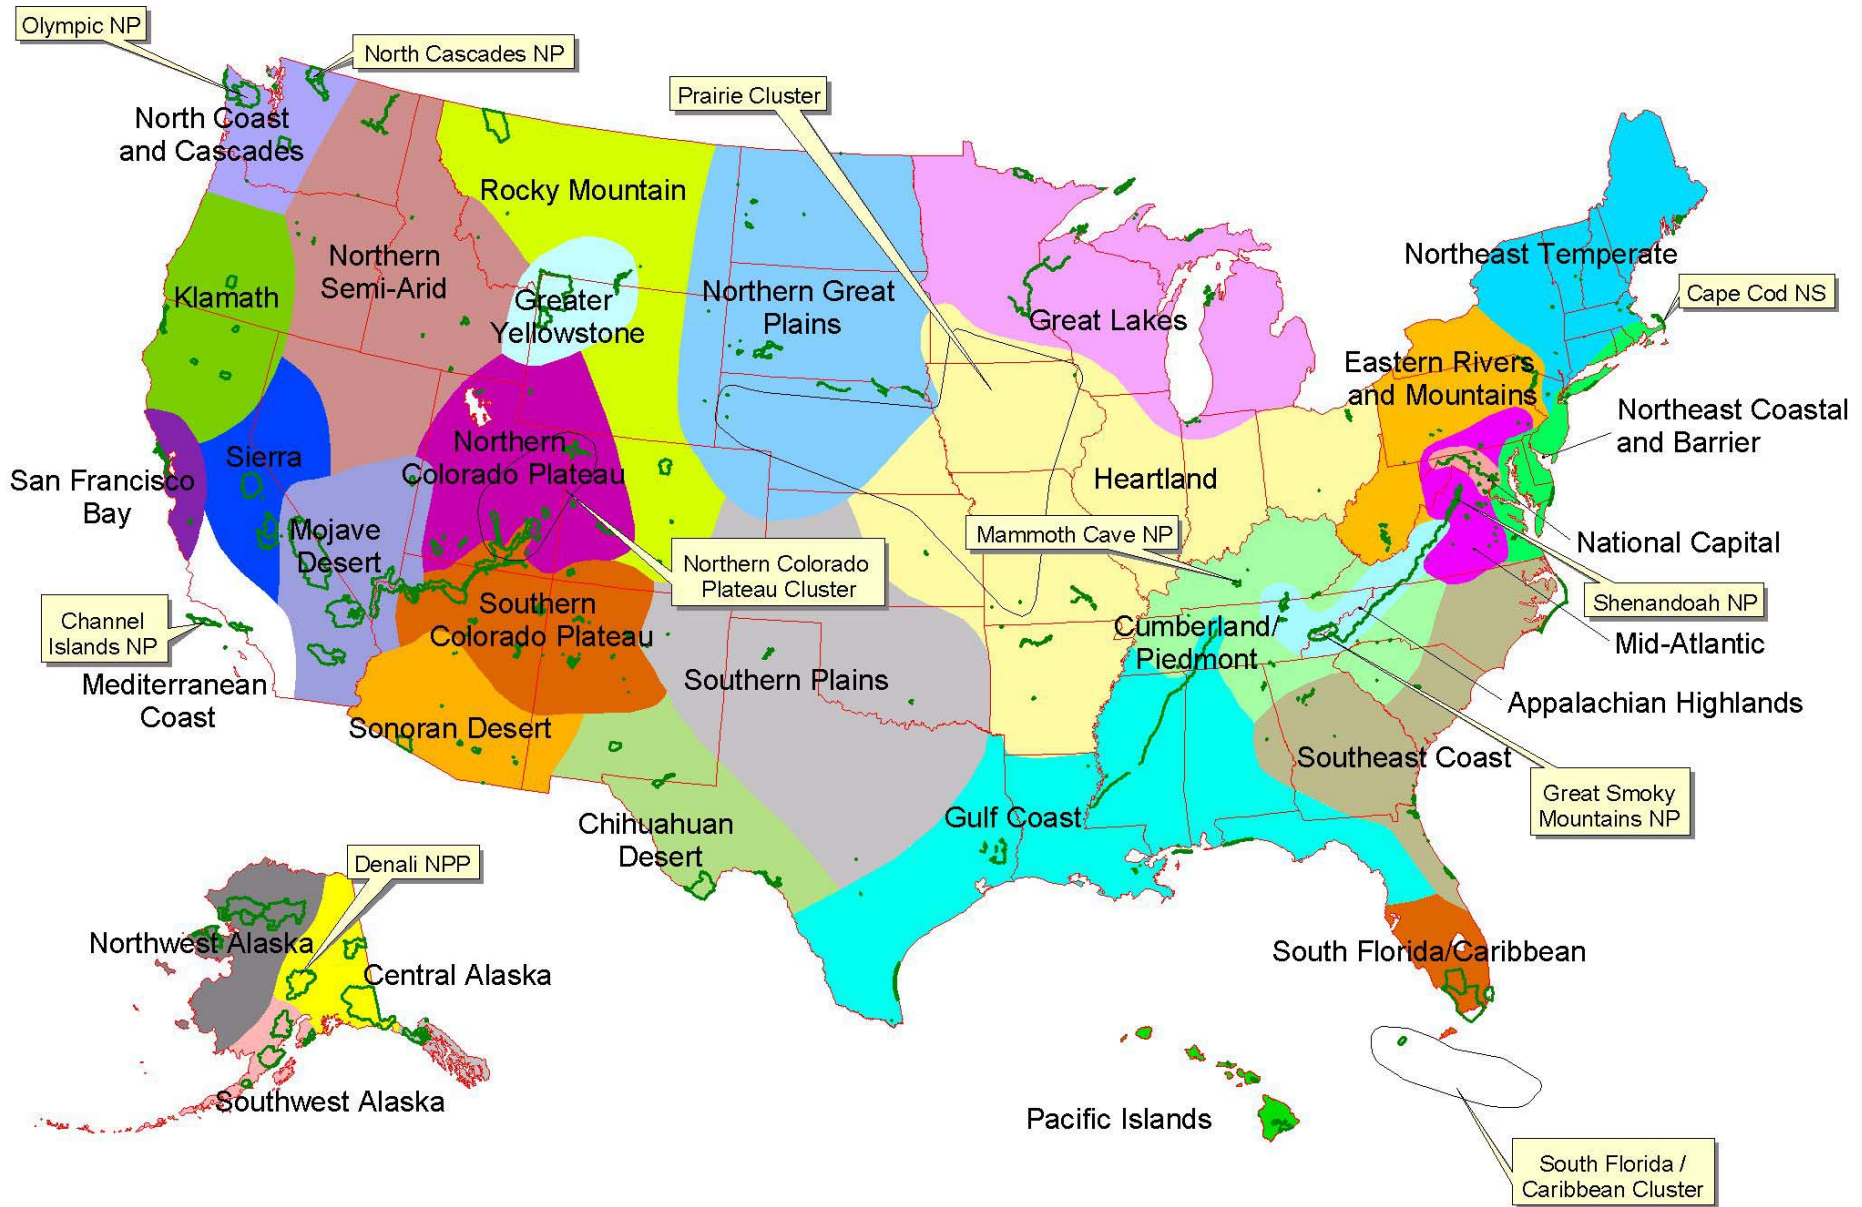 Olympic NP
North Cascades NP
North Coast
and Cascades
Prairie Cluster
Rocky Mountain
Northern
Semi-Arid
Klamath
Greater
Yellowstone
Northern Great
Plains
Great Lakes
Northeast Temperate
Cape Cod NS
Eastern Rivers
and Mountains
Northeast Coastal
and Barrier
San Francisco
Bay
Sierra
Northern
Colorado Plateau
Heartland
Mojave
Desert
Mammoth Cave NP
National Capital
Northern Colorado
Plateau Cluster
Shenandoah NP
Channel
Islands NP
Southern
Colorado Plateau
Cumberland/
Piedmont
Mid-Atlantic
Mediterranean
Coast
Southern Plains
Appalachian Highlands
Sonoran Desert
Southeast Coast
Great Smoky
Mountains NP
Chihuahuan
Desert
Gulf Coast
Denali NPP
Northwest Alaska
Central Alaska
South Florida/Caribbean
Southwest Alaska
Pacific Islands
South Florida /
Caribbean Cluster